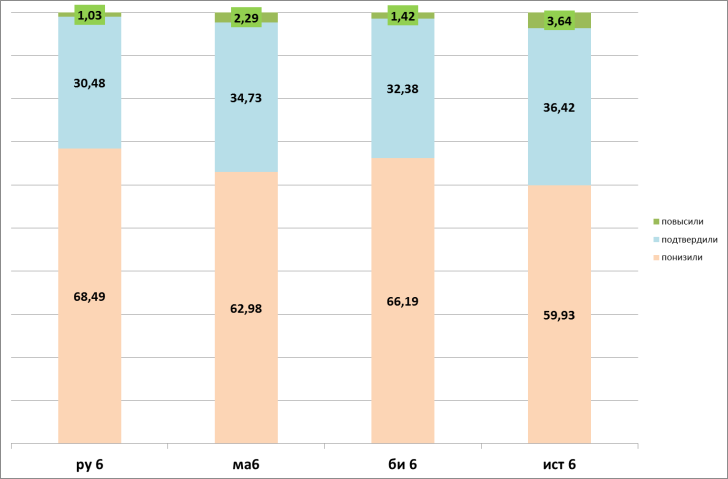 1,03
2,29
1,42
3,64
30,48
34,73
32,38
36,42
68,49
62,98
66,19
59,93
повысили
подтвердили
понизили
ру 6
ма6
би 6
ист 6